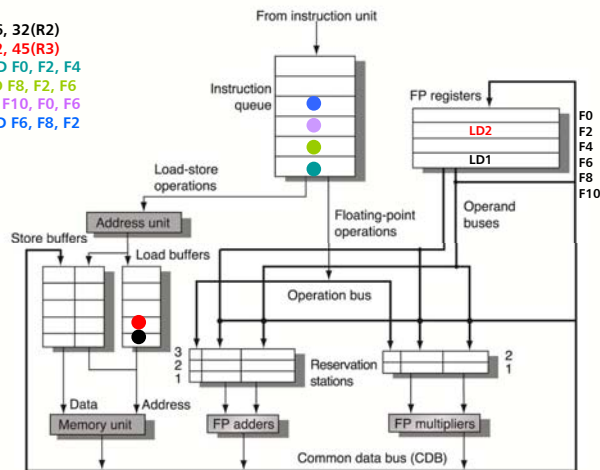 From instruction unit
6, 32(R2)
2, 45(R3)
D F0, F2, F4
D F8, F2, F6
F10, F0, F6
D F6, F8, F2
Instruction
queue
FP registers
LD2
LD1
F0
F2
F4
F6
F8
F10
Load-store
operations
Address unit
Floating-point
operations
Operand
buses
Store buffers
Load buffers
Operation bus
3
2
1
Reservation
stations
2
1
Data
Address
Memory unit
FP adders
FP multipliers
Common data bus (CDB)